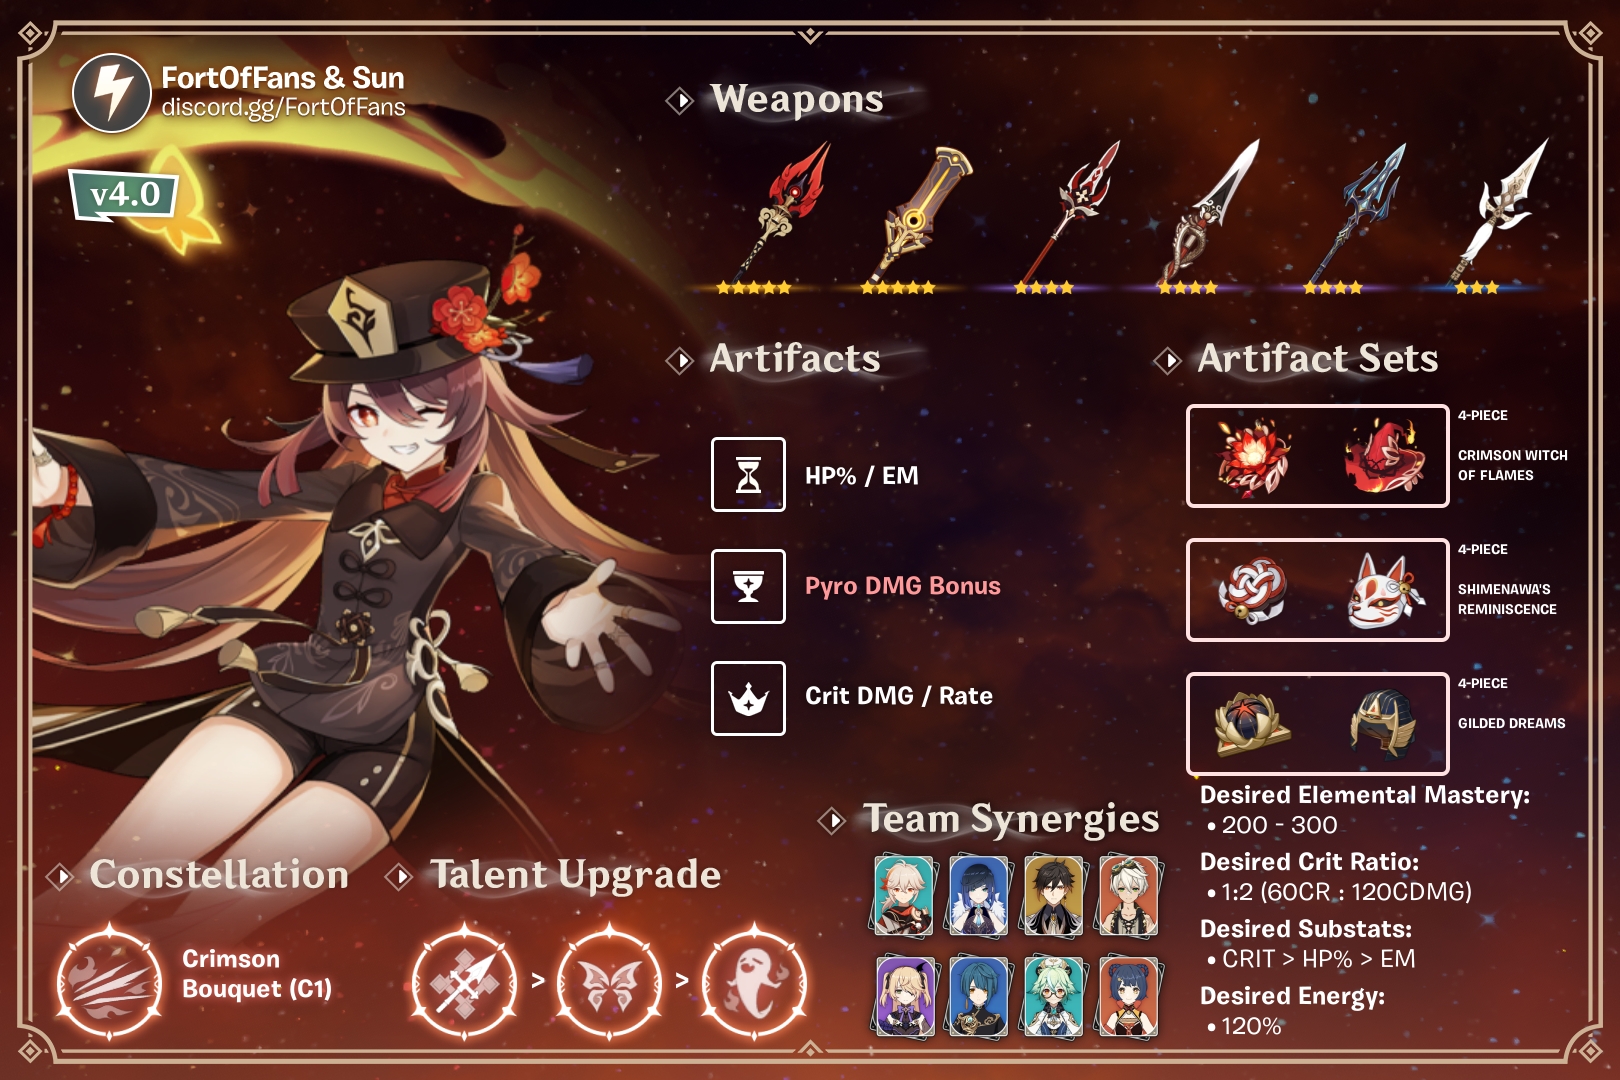 FortOfFans & Sun
discord.gg/FortOfFans
v4.0
Weapons
Artifacts
HP% / EM
Pyro DMG Bonus
Crit DMG / Rate
Artifact Sets
4-PIECE
CRIMSON WITCH
OF FLAMES
4-PIECE
SHIMENAWA'S
REMINISCENCE
4-PIECE
GILDED DREAMS
Constellation
Crimson
Bouquet (C1)
Talent Upgrade
> >
Team Synergies
Desired Elemental Mastery:
• 200 - 300
Desired Crit Ratio:
• 1:2 (60CR : 120CDMG)
Desired Substats:
• CRIT > HP% > EM
Desired Energy:
• 120%